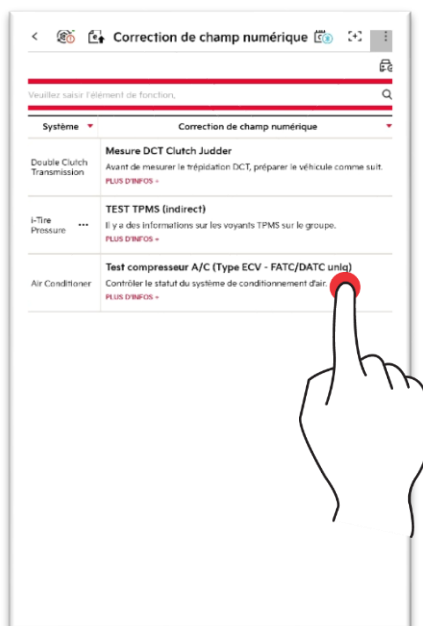 Correction de champ numérique
Veuillez saisir l'élément de fonction,
Système Correction de champ numérique
Double Clutch
Transmission
Mesure DCT Clutch Judder
Avant de mesurer le trépidation DCT, préparer le véhicule comme suit.
PLUS D'INFOS +
i-Tire
Pressure
TEST TPMS (indirect)
Il y a des informations sur les voyants TPMS sur le groupe.
PLUS D'INFOS +
Air Conditioner
Test compresseur A/C (Type ECV - FATC/DATC uniq)
Contrôler le statut du système de conditionnement d'air.
PLUS D'INFOS +